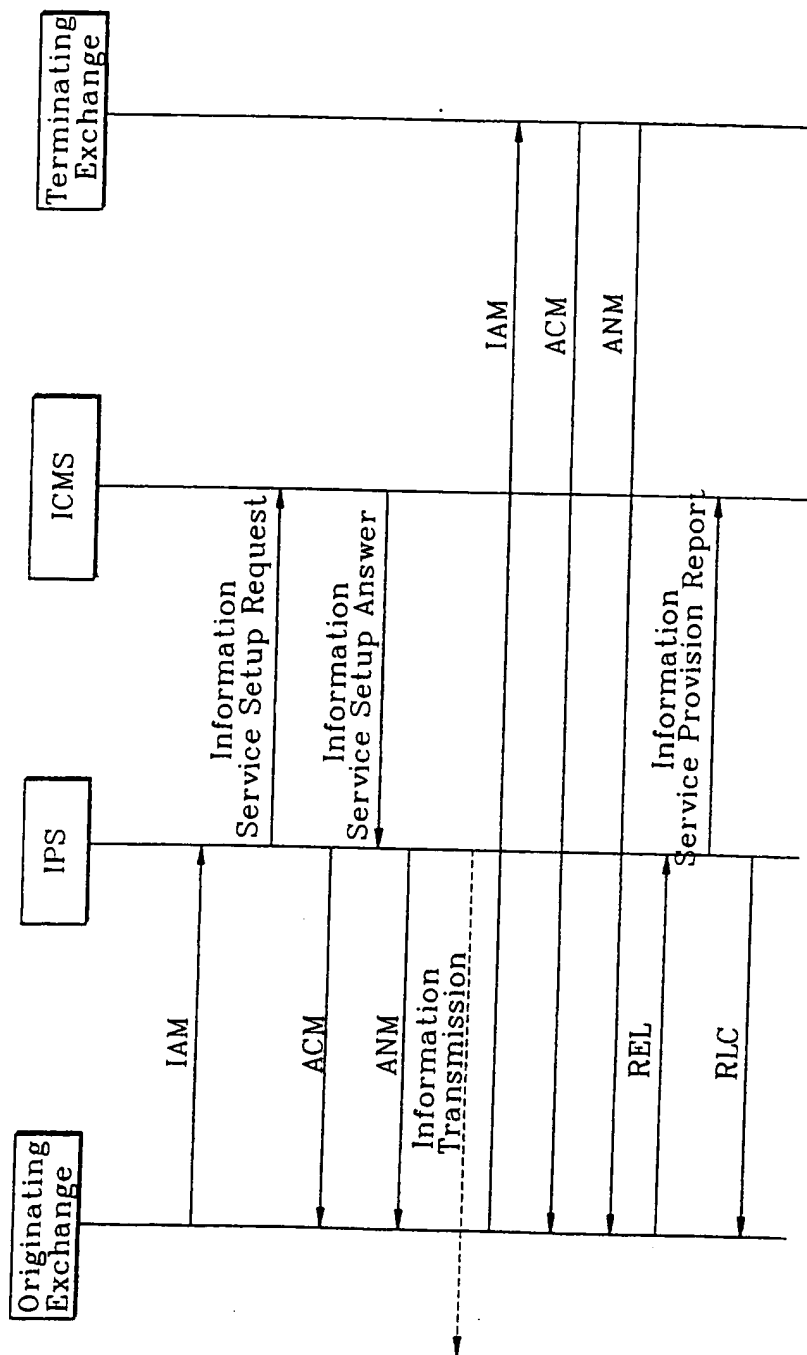 Originating
Exchange
IPS
ICMS
Terminating
Exchange
IAM
Information
Service Setup Request
ACM
Information
Service Setup Answer
ANM
Information
Transmission
IAM
ACM
ANM
REL
Information
Service Provision Report
RLC